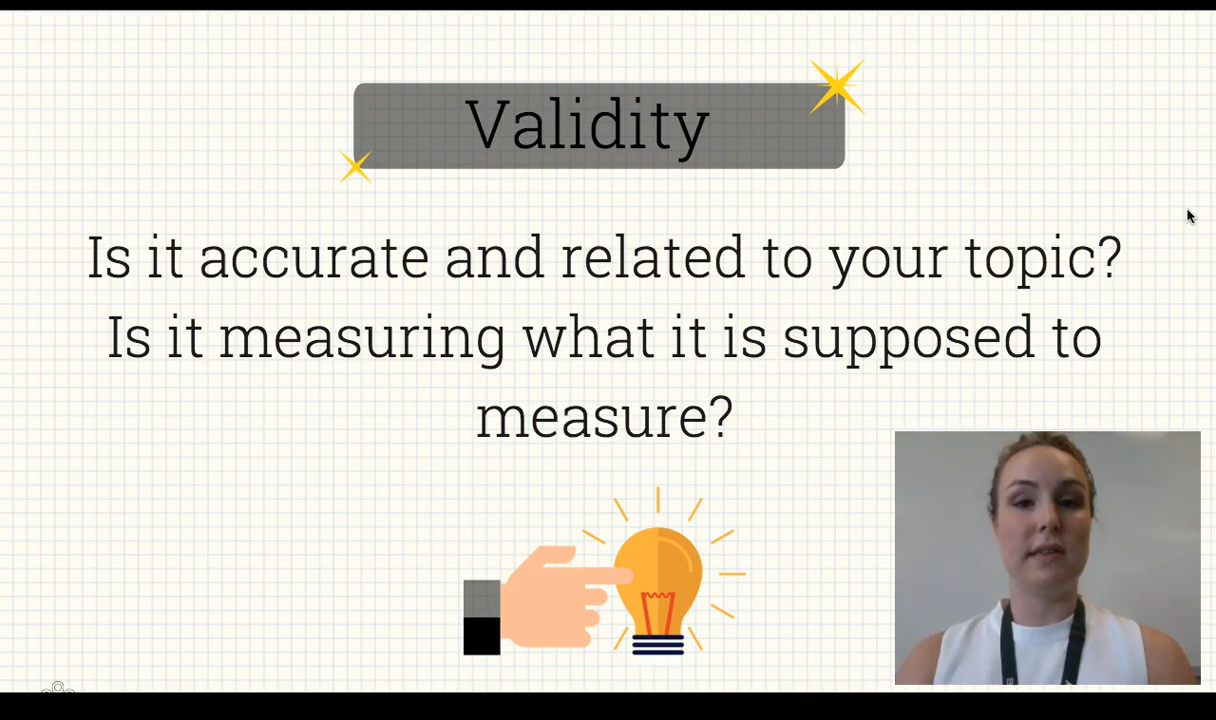 Validity
Is it accurate and related to your topic?
Is it measuring what it is supposed to
measure?